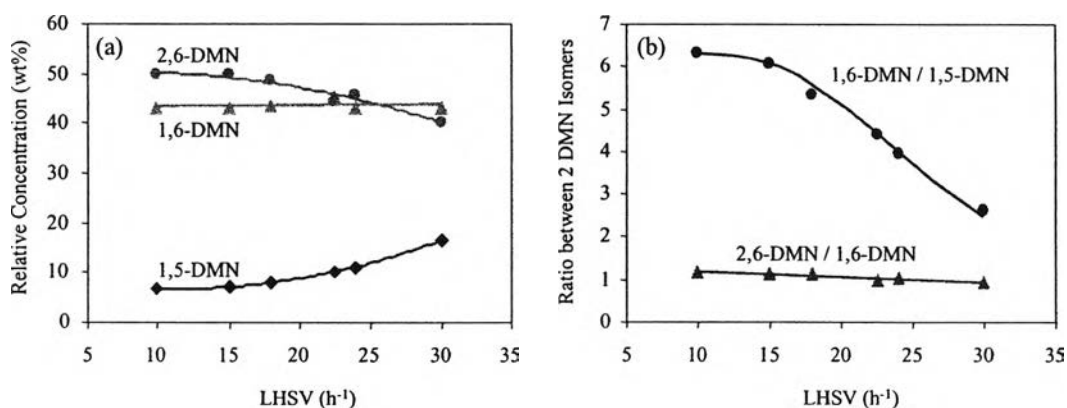 (a)
Relative Concentration (wt%)
60
50
40
30
20
10
0
2,6-DMN
1,6-DMN
1,5-DMN
5 10 15 20 25 30 35
LHSV (h⁻¹)
(b)
Ratio between 2 DMN Isomers
7
6
5
4
3
2
1
0
1,6-DMN / 1,5-DMN
2,6-DMN / 1,6-DMN
5 10 15 20 25 30 35
LHSV (h⁻¹)